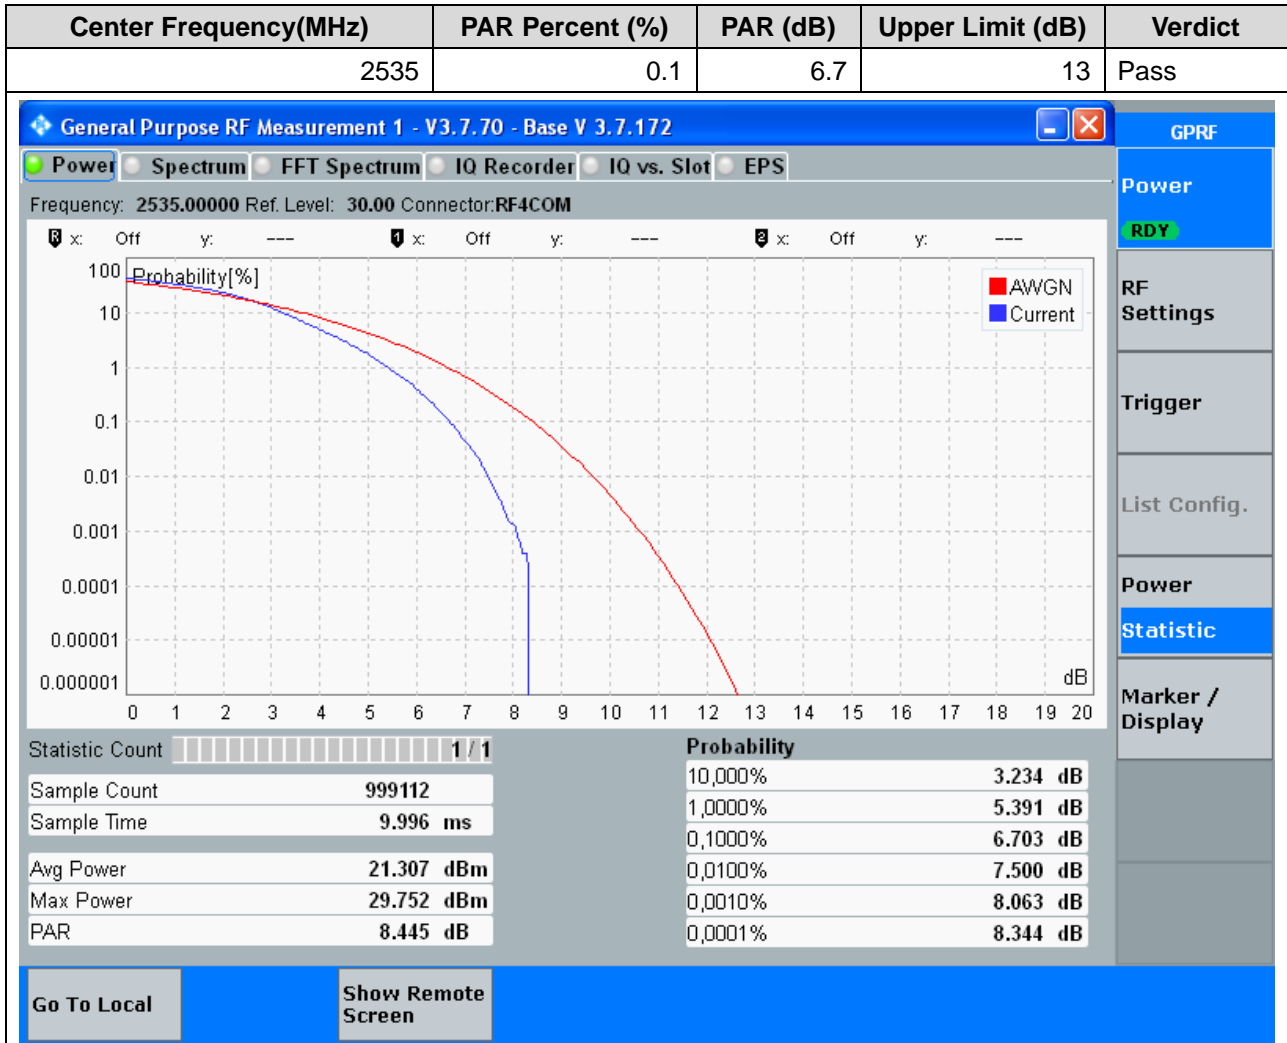 Center Frequency(MHz) PAR Percent (%) PAR (dB) Upper Limit (dB) Verdict
2535 0.1 6.7 13 Pass
General Purpose RF Measurement 1 - V3.7.70 - Base V 3.7.172
GPRF
Power Spectrum FFT Spectrum IQ Recorder IQ vs. Slot EPS
Frequency: 2535.00000 Ref. Level: 30.00 Connector:RF4COM
R x: Off y: --- 1 x: Off y: --- 2 x: Off y: ---
Probability[%]
AWGN
Current
100
10
1
0.1
0.01
0.001
0.0001
0.00001
0.000001
dB
0 1 2 3 4 5 6 7 8 9 10 11 12 13 14 15 16 17 18 19 20
Statistic Count 1 / 1
Sample Count 999112
Sample Time 9.996 ms
Avg Power 21.307 dBm
Max Power 29.752 dBm
PAR 8.445 dB
Probability
10,000% 3.234 dB
1,0000% 5.391 dB
0,1000% 6.703 dB
0,0100% 7.500 dB
0,0010% 8.063 dB
0,0001% 8.344 dB
Power
RDY
RF
Settings
Trigger
List Config.
Power
Statistic
Marker /
Display
Go To Local
Show Remote
Screen